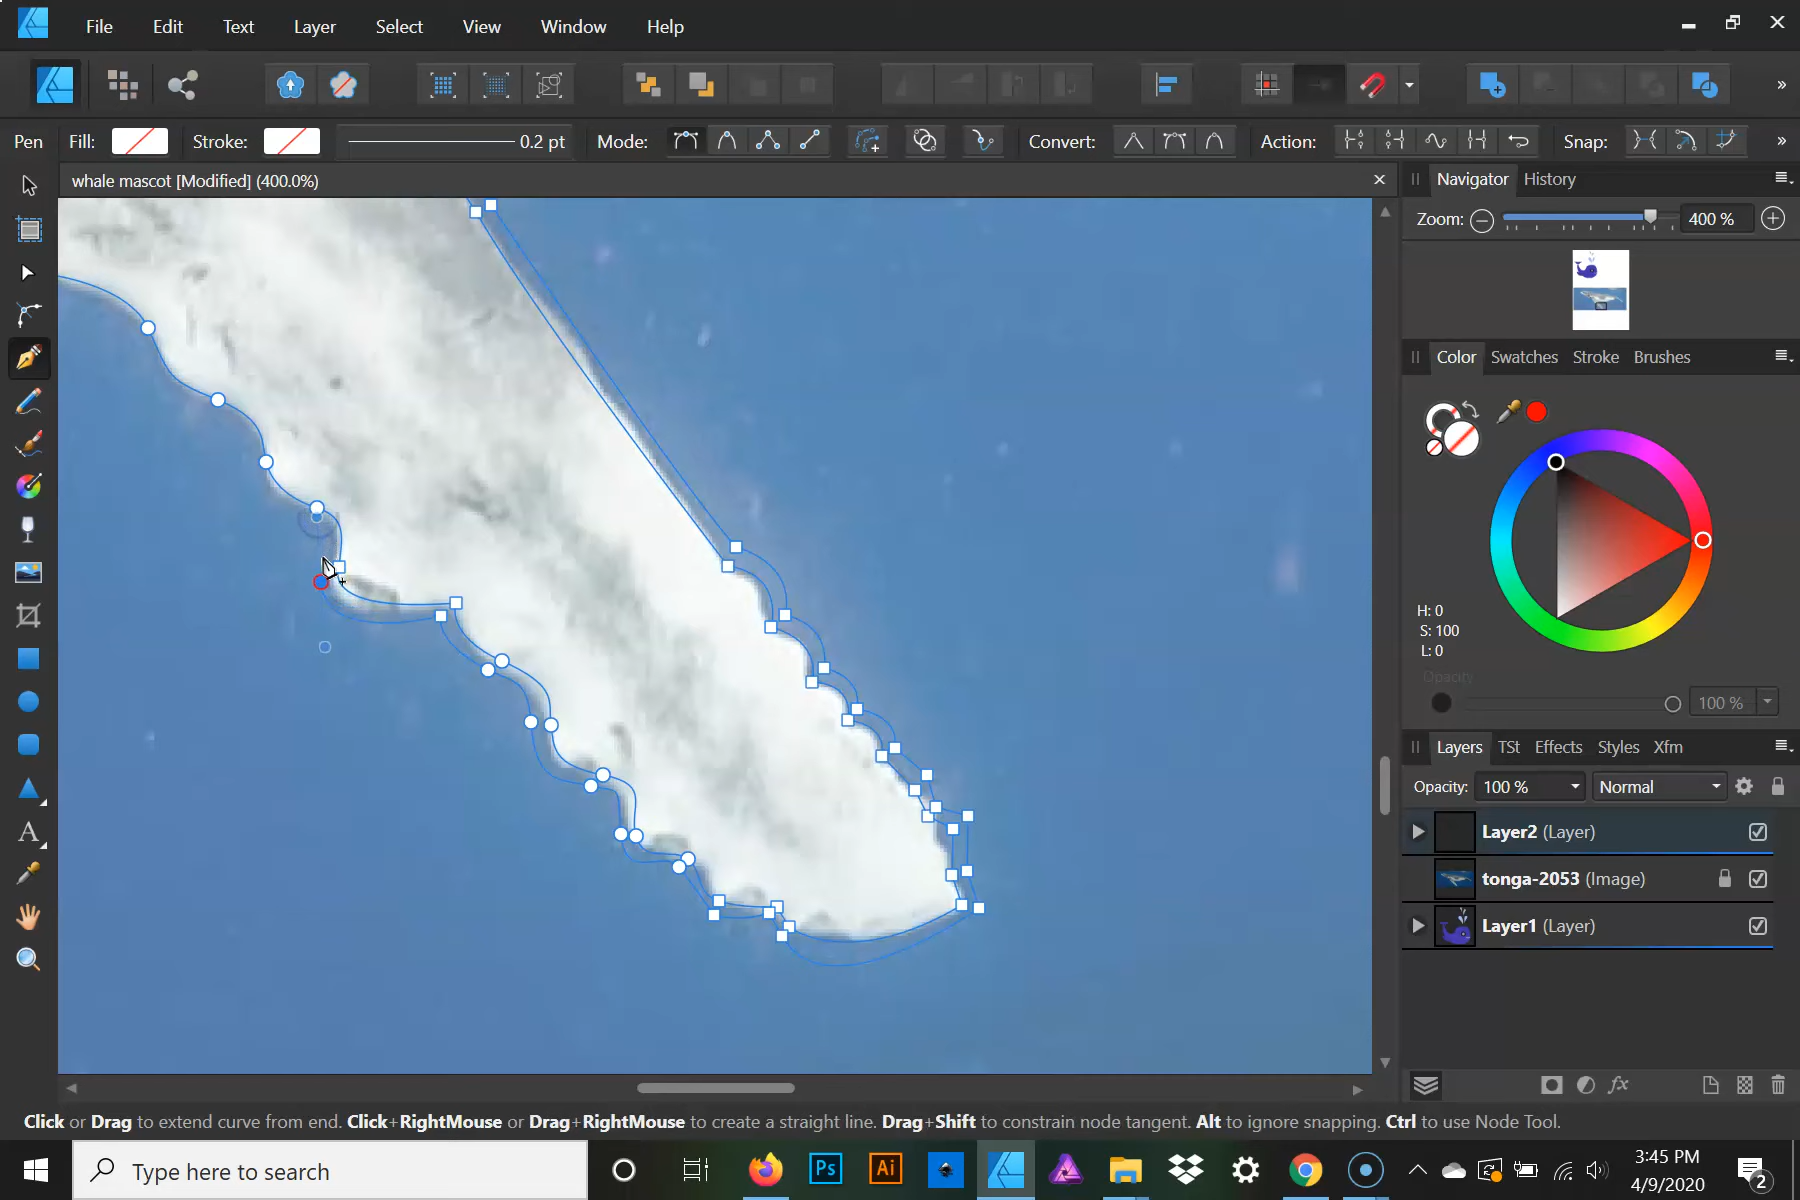 File Edit Text Layer Select View Window Help
Pen Fill: Stroke: 0.2 pt Mode: Convert: Action: Snap: »
whale mascot [Modified] (400.0%)
Navigator History
Zoom: 400 %
Color Swatches Stroke Brushes
H: 0
S: 100
L: 0
Opacity
100 %
Layers TSt Effects Styles Xfm
Opacity: 100 % Normal
Layer2 (Layer)
tonga-2053 (Image)
Layer1 (Layer)
Click or Drag to extend curve from end. Click+RightMouse or Drag+RightMouse to create a straight line. Drag+Shift to constrain node tangent. Alt to ignore snapping. Ctrl to use Node Tool.
Type here to search
Ps Ai
3:45 PM
4/9/2020
2